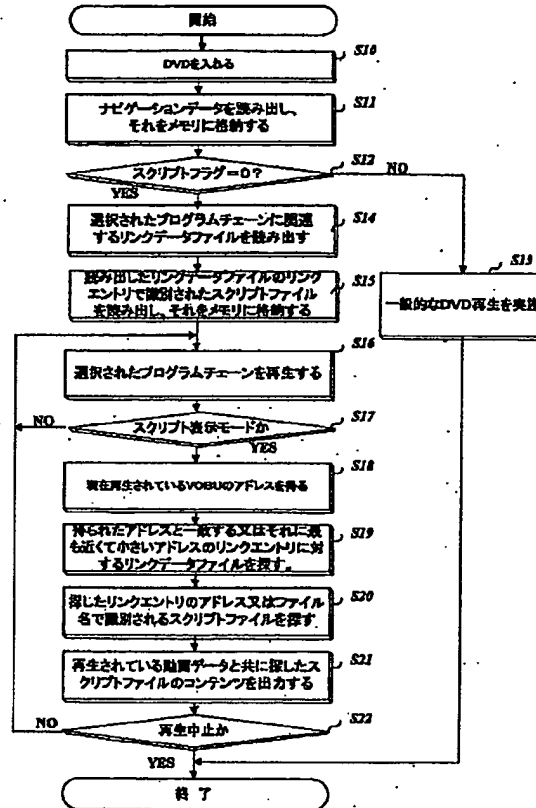 開始
S10
DVDを入れる
S11
ナビゲーションデータを読み出し、
それをメモリに格納する
S12
スクリプトフラグ=0?
NO
YES
S14
選択されたプログラムチェーンに関連
するリンクデータファイルを読み出す
S13
一般的なDVD再生を実施
S15
読み出したリンクデータファイルのリンク
エントリで識別されたスクリプトファイル
を読み出し、それをメモリに格納する
S16
選択されたプログラムチェーンを再生する
S17
スクリプト表示モードか
NO
YES
S18
現在再生されているVOBUのアドレスを得る
S19
得られたアドレスと一致する又はそれに最
も近くて小さいアドレスのリンクエントリに対
するリンクデータファイルを探す。
S20
探したリンクエントリのアドレス又はファイル
名で識別されるスクリプトファイルを探す
S21
再生されている動画データと共に探したス
クリプトファイルのコンテンツを出力する
S22
再生中止か
NO
YES
終了